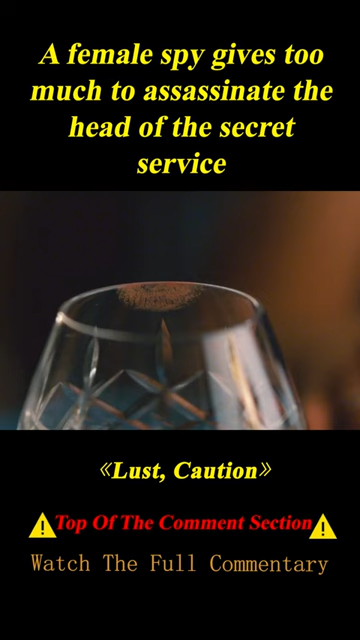 A female spy gives too
much to assassinate the
head of the secret
service
《Lust, Caution》
Top Of The Comment Section
Watch The Full Commentary